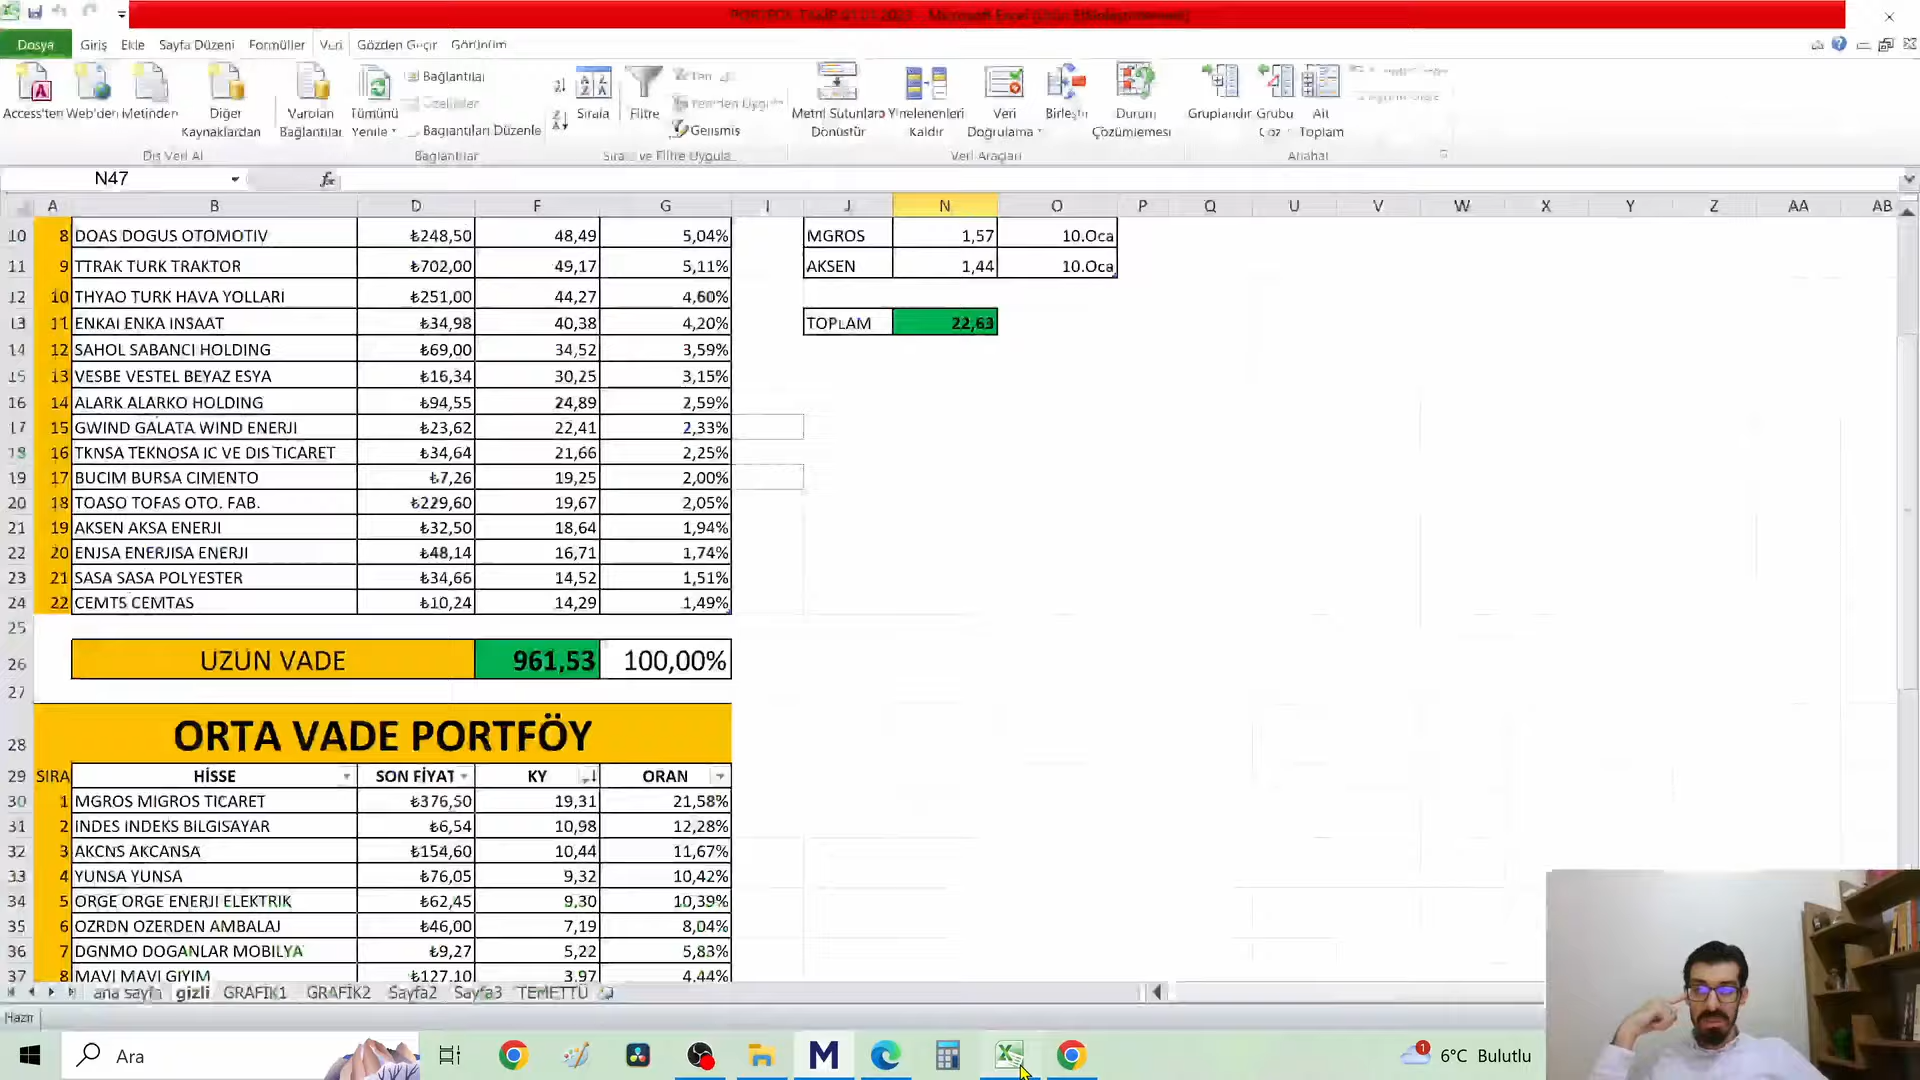 Dosya Giriş Ekle Sayfa Düzeni Formüller Veri Gözden Geçir Görünüm
Access'ten Web'den Metinden Diğer Kaynaklardan Varolan Bağlantılar Tümünü Yenile Bağlantılar Bağlantıları Düzenle Sırala Filtre Gelişmiş Metni Sütunlara Dönüştür Yinelenenleri Kaldır Veri Doğrulama Birleştir Durum Çözümlemesi Gruplandır Grubu Çöz Alt Toplam
Dış Veri Al Bağlantılar Sırala ve Filtre Uygula Veri Araçları Anahat
N47 fx
A B D F G I J N O P Q R S T U V W X Y Z AA AB
10 8 DOAS DOGUS OTOMOTIV ₺248,50 48,49 5,04% MGROS 1,57 10.Oca
11 9 TTRAK TURK TRAKTOR ₺702,00 49,17 5,11% AKSEN 1,44 10.Oca
12 10 THYAO TURK HAVA YOLLARI ₺251,00 44,27 4,60%
13 11 ENKAI ENKA INSAAT ₺34,98 40,38 4,20% TOPLAM 22,63
14 12 SAHOL SABANCI HOLDING ₺69,00 34,52 3,59%
15 13 VESBE VESTEL BEYAZ ESYA ₺16,34 30,25 3,15%
16 14 ALARK ALARKO HOLDING ₺94,55 24,89 2,59%
17 15 GWIND GALATA WIND ENERJI ₺23,62 22,41 2,33%
18 16 TKNSA TEKNOSA IC VE DIS TICARET ₺34,64 21,66 2,25%
19 17 BUCIM BURSA CIMENTO ₺7,26 19,25 2,00%
20 18 TOASO TOFAS OTO. FAB. ₺229,60 19,67 2,05%
21 19 AKSEN AKSA ENERJI ₺32,50 18,64 1,94%
22 20 ENJSA ENERJISA ENERJI ₺48,14 16,71 1,74%
23 21 SASA SASA POLYESTER ₺34,66 14,52 1,51%
24 22 CEMTS CEMTAS ₺10,24 14,29 1,49%
25
26 UZUN VADE 961,53 100,00%
27
28 ORTA VADE PORTFÖY
29 SIRA HİSSE SON FİYAT KY ORAN
30 1 MGROS MIGROS TICARET ₺376,50 19,31 21,58%
31 2 INDES INDEKS BILGISAYAR ₺6,54 10,98 12,28%
32 3 AKCNS AKCANSA ₺154,60 10,44 11,67%
33 4 YUNSA YUNSA ₺76,05 9,32 10,42%
34 5 ORGE ORGE ENERJI ELEKTRIK ₺62,45 9,30 10,39%
35 6 OZRDN OZERDEN AMBALAJ ₺46,00 7,19 8,04%
36 7 DGNMO DOGANLAR MOBILYA ₺9,27 5,22 5,83%
37 8 MAVI MAVI GIYIM ₺127,10 3,97 4,44%
ana sayfa gizli GRAFİK1 GRAFİK2 Sayfa2 Sayfa3 TEMETTÜ
Hazır
Ara M 1 6°C Bulutlu